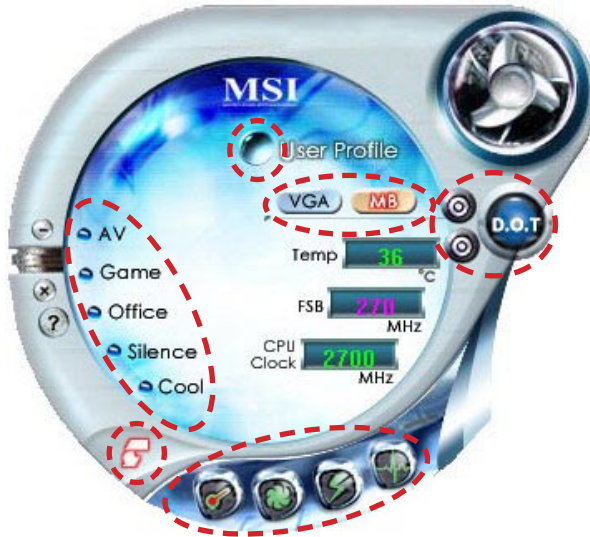 MSI
User Profile
VGA MB
D.O.T
AV
Temp 36 °C
Game
FSB 270 MHz
Office
?
Silence
CPU Clock 2700 MHz
Cool